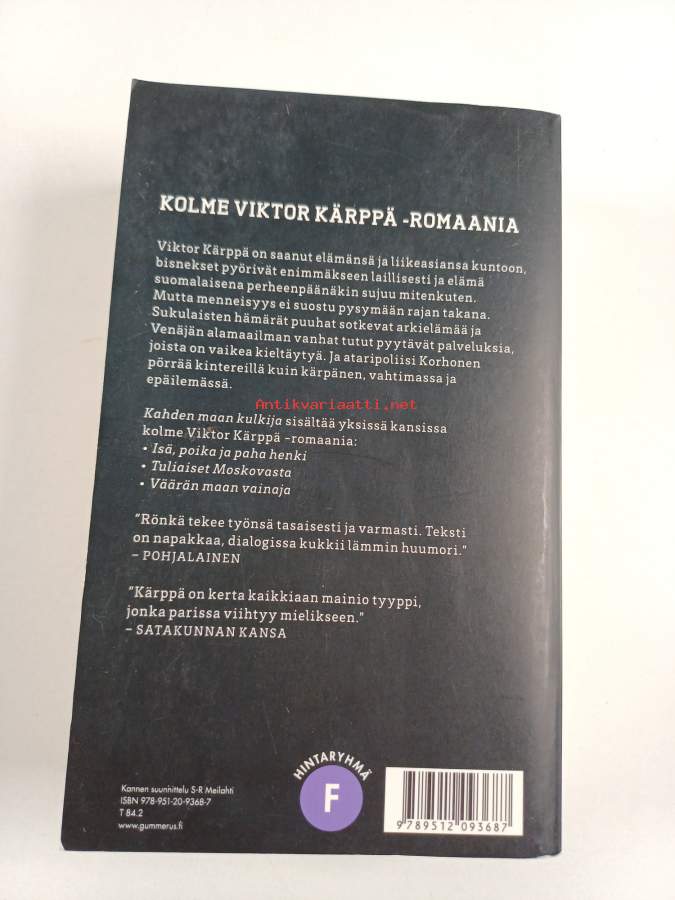 KOLME VIKTOR KÄRPPÄ -ROMAANIA
Viktor Kärppä on saanut elämänsä ja liikeasiansa kuntoon,
bisnekset pyörivät enimmäkseen laillisesti ja elämä
suomalaisena perheenpäänäkin sujuu mitenkuten.
Mutta menneisyys ei suostu pysymään rajan takana.
Sukulaisten hämärät puuhat sotkevat arkielämää ja
Venäjän alamaailman vanhat tutut pyytävät palveluksia,
joista on vaikea kieltäytyä. Ja ataripoliisi Korhonen
pörrää kintereillä kuin kärpänen, vahtimassa ja
epäilemässä.
Antikvariaatti.net
Kahden maan kulkija sisältää yksissä kansissa
kolme Viktor Kärppä -romaania:
• Isä, poika ja paha henki
• Tuliaiset Moskovasta
• Väärän maan vainaja
"Rönkä tekee työnsä tasaisesti ja varmasti. Teksti
on napakkaa, dialogissa kukkii lämmin huumori."
– POHJALAINEN
"Kärppä on kerta kaikkiaan mainio tyyppi,
jonka parissa viihtyy mielikseen."
– SATAKUNNAN KANSA
Kannen suunnittelu S-R Meilahti
ISBN 978-951-20-9368-7
T 84.2
www.gummerus.fi
HINTARYHMÄ
F
9 789512 093687